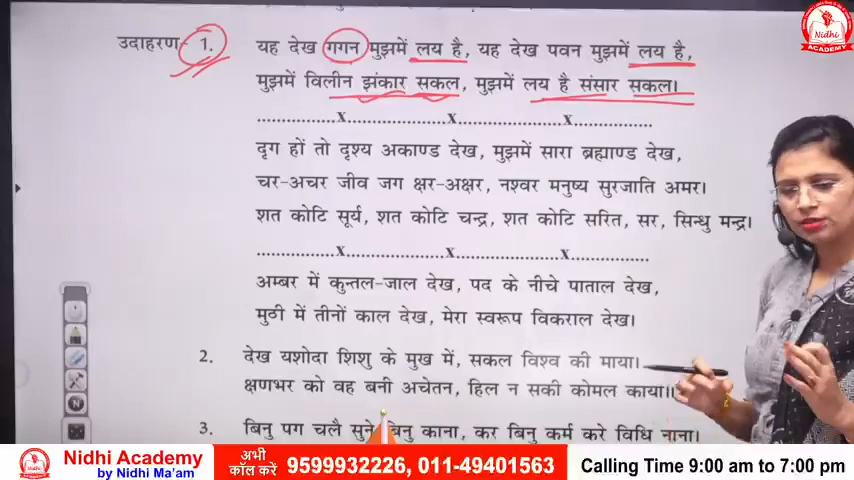 Nidhi
ACADEMY
उदाहरण- 1. यह देख गगन मुझमें लय है, यह देख पवन मुझमें लय है,
मुझमें विलीन झंकार सकल, मुझमें लय है संसार सकल।
................x....................x.....................x...............
दृग हों तो दृश्य अकाण्ड देख, मुझमें सारा ब्रह्माण्ड देख,
चर-अचर जीव जग क्षर-अक्षर, नश्वर मनुष्य सुरजाति अमर।
शत कोटि सूर्य, शत कोटि चन्द्र, शत कोटि सरित, सर, सिन्धु मन्द्र।
................x....................x.....................x...............
अम्बर में कुन्तल-जाल देख, पद के नीचे पाताल देख,
मुठी में तीनों काल देख, मेरा स्वरूप विकराल देख।
2. देख यशोदा शिशु के मुख में, सकल विश्व की माया।
क्षणभर को वह बनी अचेतन, हिल न सकी कोमल काया॥
3. बिनु पग चलै सुने बिनु काना, कर बिनु कर्म करे विधि नाना।
Nidhi Academy
by Nidhi Ma'am
अभी
कॉल करें
9599932226, 011-49401563
Calling Time 9:00 am to 7:00 pm